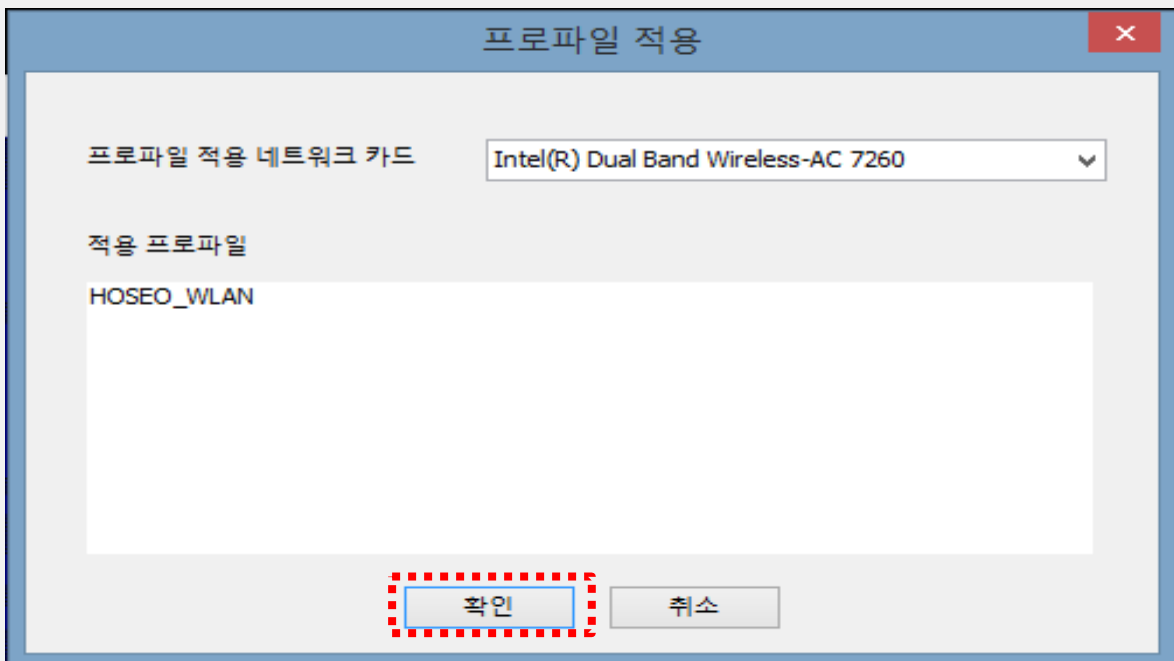 프로파일 적용
프로파일 적용 네트워크 카드
Intel(R) Dual Band Wireless-AC 7260
적용 프로파일
HOSEO_WLAN
확인
취소